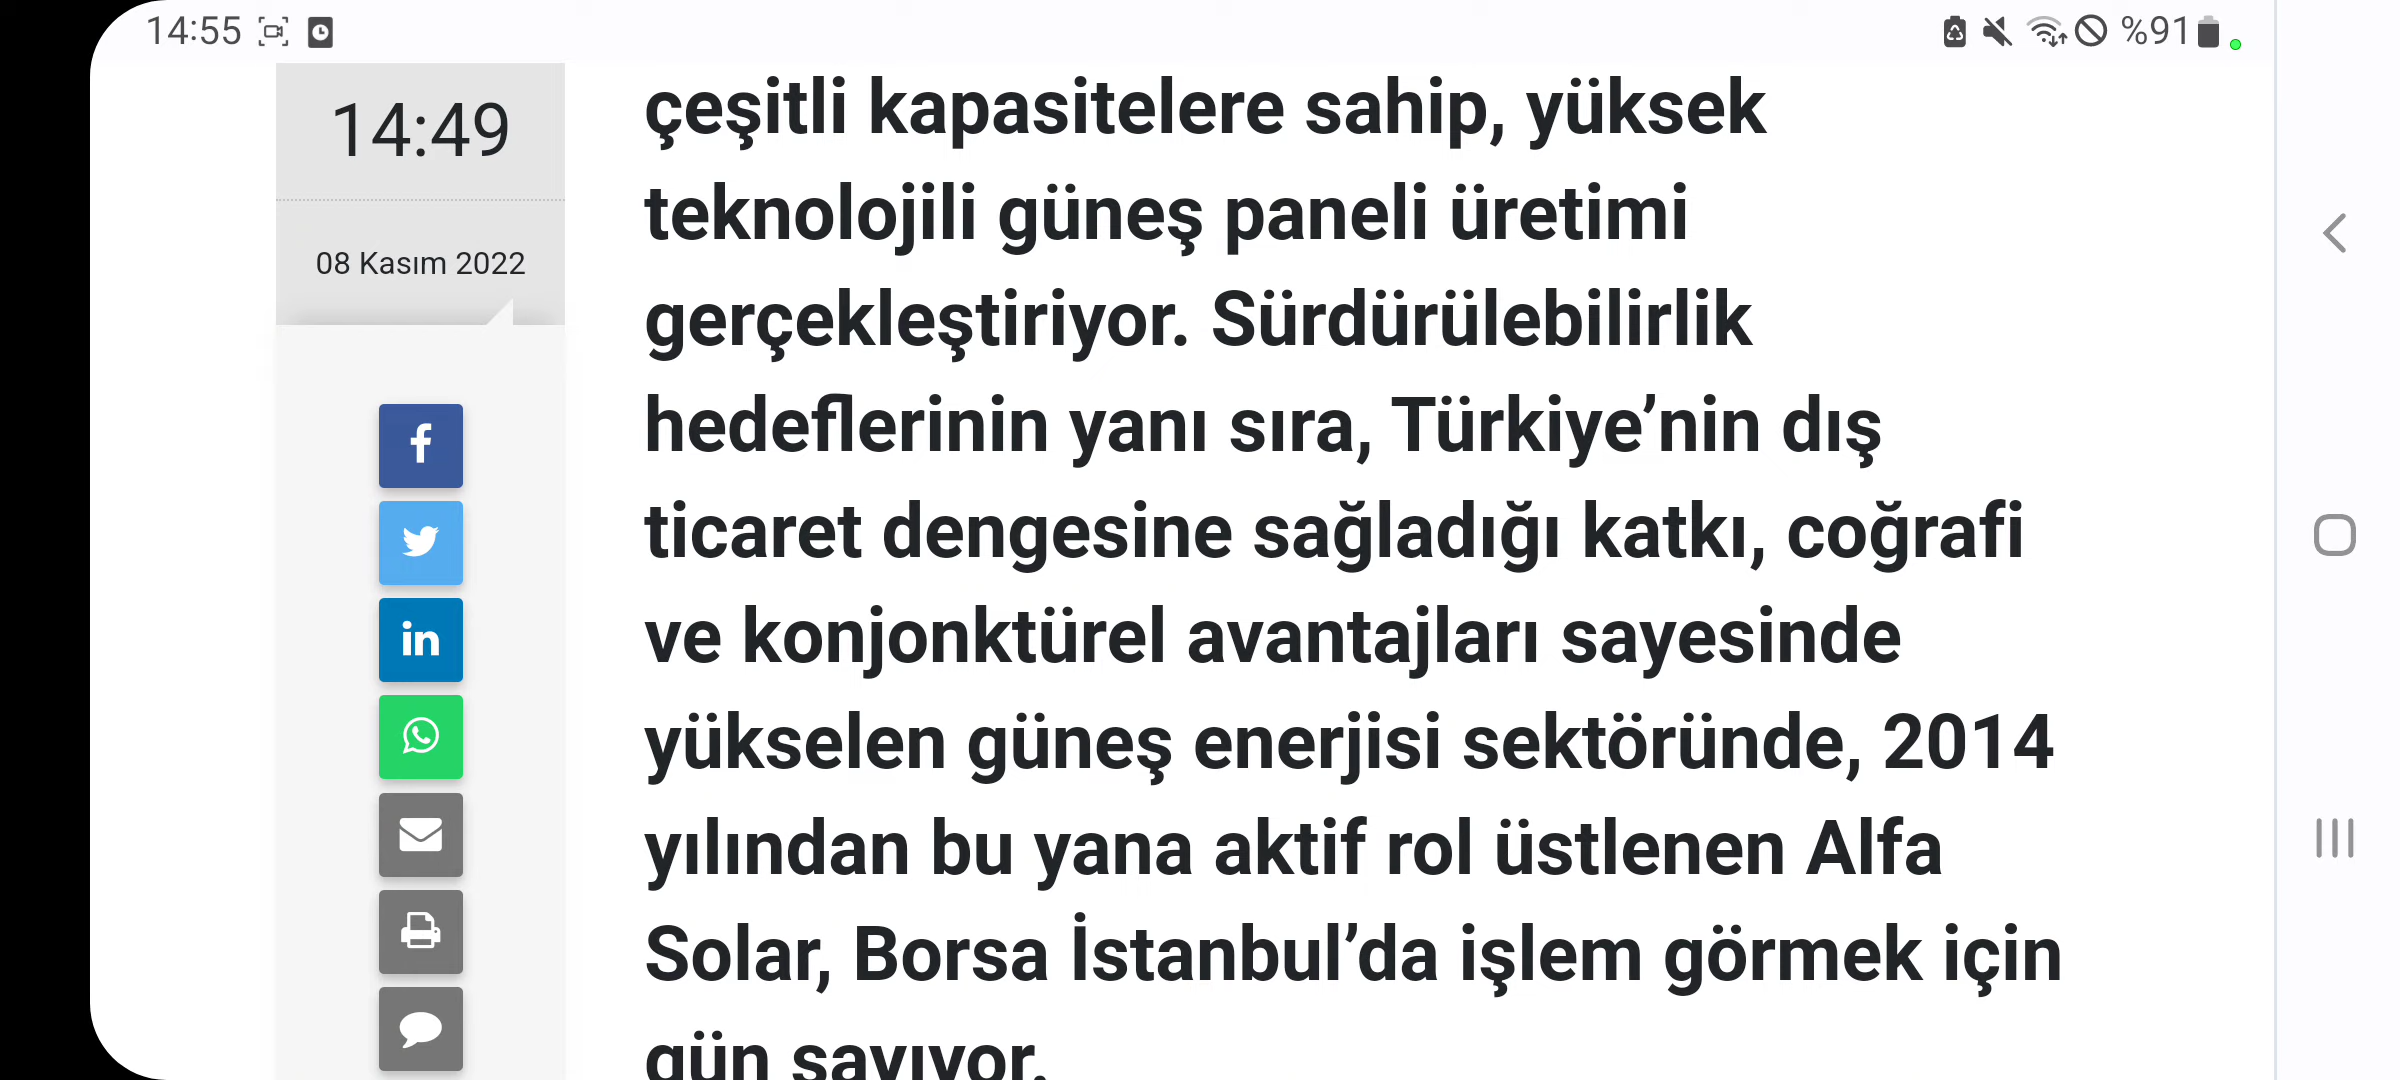 14:55
%91
14:49
08 Kasım 2022
f
in
çeşitli kapasitelere sahip, yüksek
teknolojili güneş paneli üretimi
gerçekleştiriyor. Sürdürülebilirlik
hedeflerinin yanı sıra, Türkiye’nin dış
ticaret dengesine sağladığı katkı, coğrafi
ve konjonktürel avantajları sayesinde
yükselen güneş enerjisi sektöründe, 2014
yılından bu yana aktif rol üstlenen Alfa
Solar, Borsa İstanbul’da işlem görmek için
gün sayıyor.